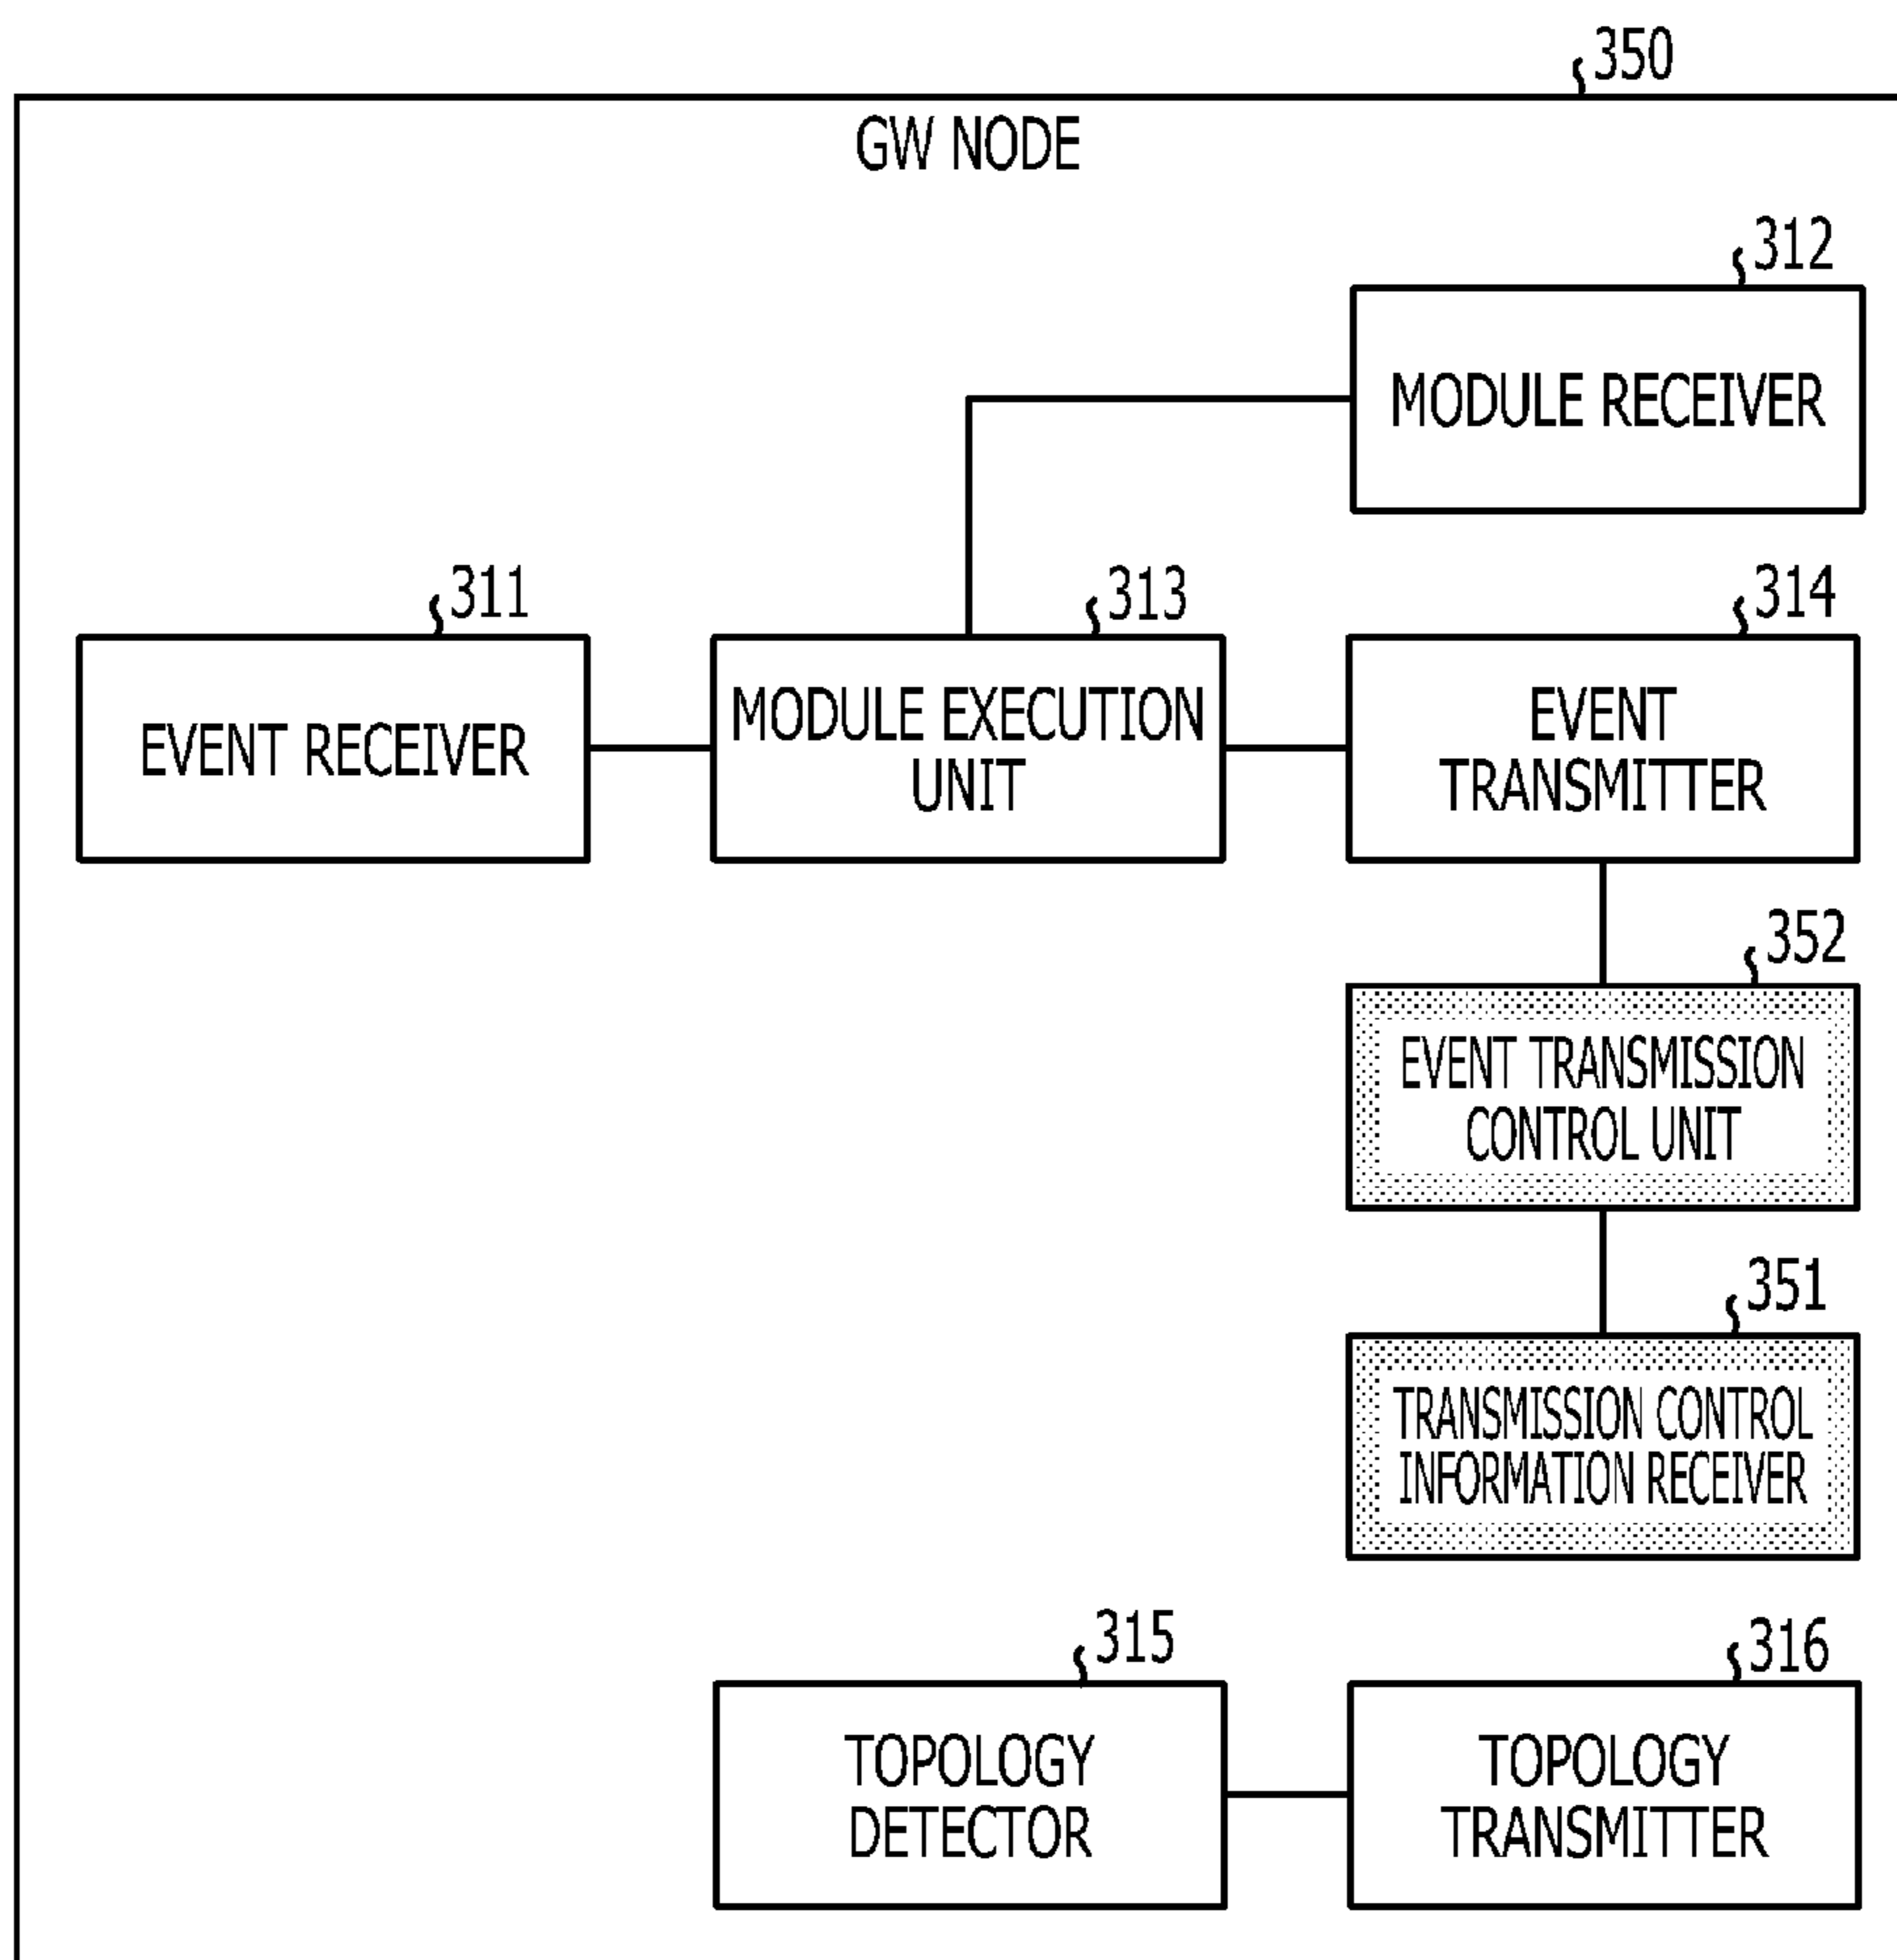 350
GW NODE
312
MODULE RECEIVER
311
313
314
EVENT RECEIVER
MODULE EXECUTION
UNIT
EVENT
TRANSMITTER
352
EVENT TRANSMISSION
CONTROL UNIT
351
TRANSMISSION CONTROL
INFORMATION RECEIVER
315
316
TOPOLOGY
DETECTOR
TOPOLOGY
TRANSMITTER